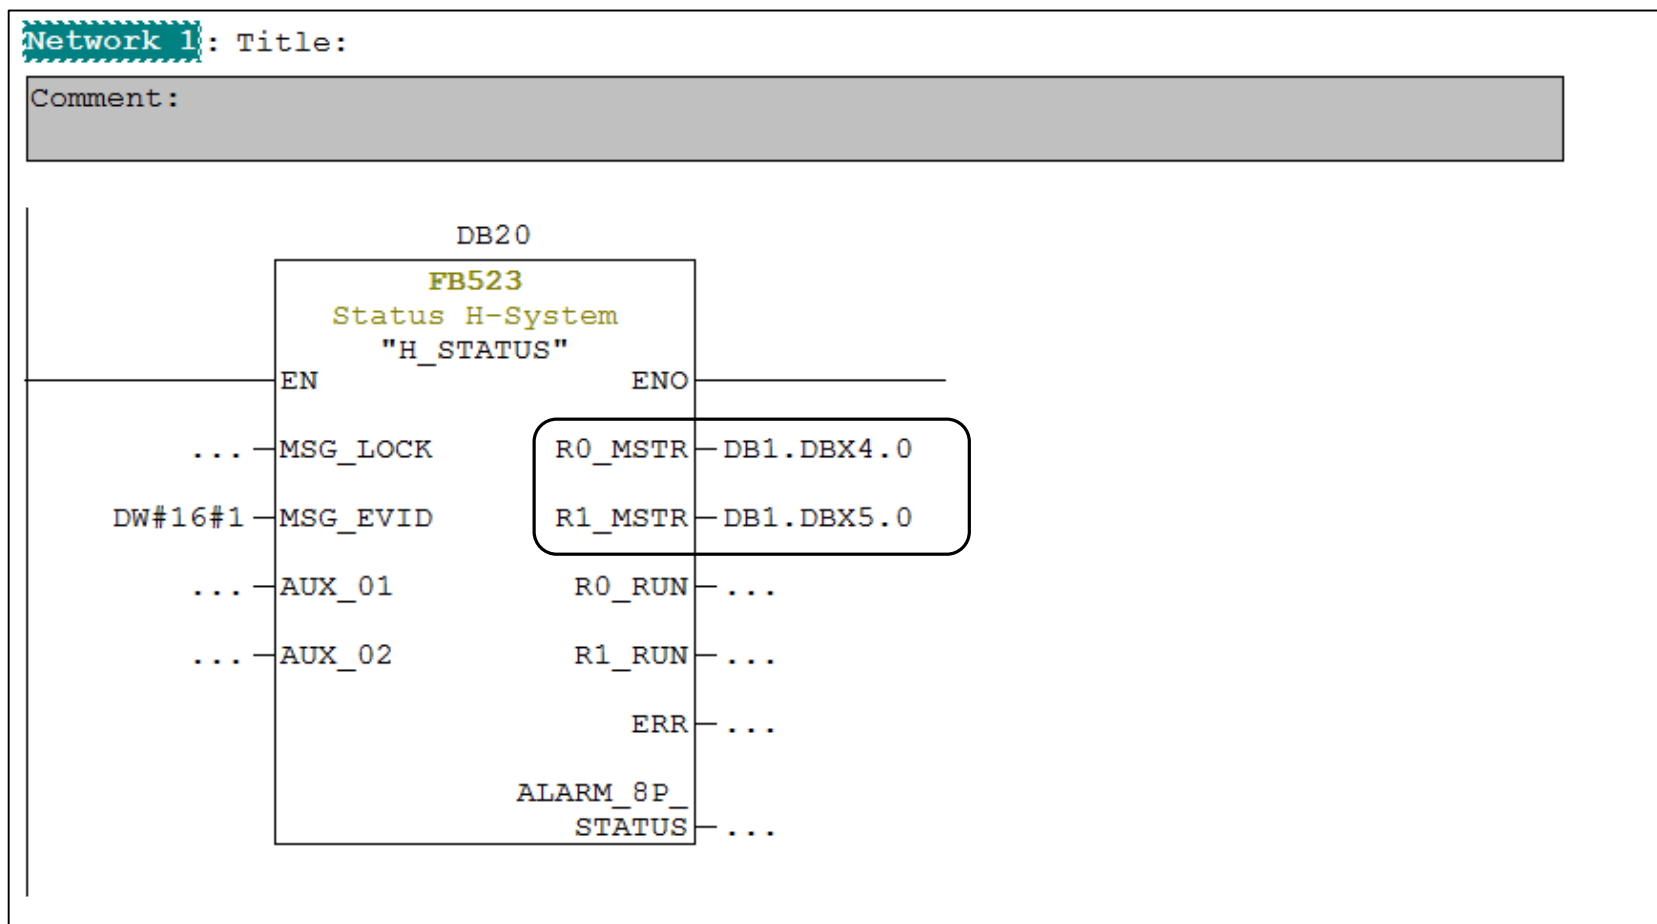 Network 1: Title:
Comment:
DB20
FB523
Status H-System
"H_STATUS"
EN ENO
... MSG_LOCK R0_MSTR DB1.DBX4.0
DW#16#1 MSG_EVID R1_MSTR DB1.DBX5.0
... AUX_01 R0_RUN ...
... AUX_02 R1_RUN ...
ERR ...
ALARM_8P_
STATUS ...